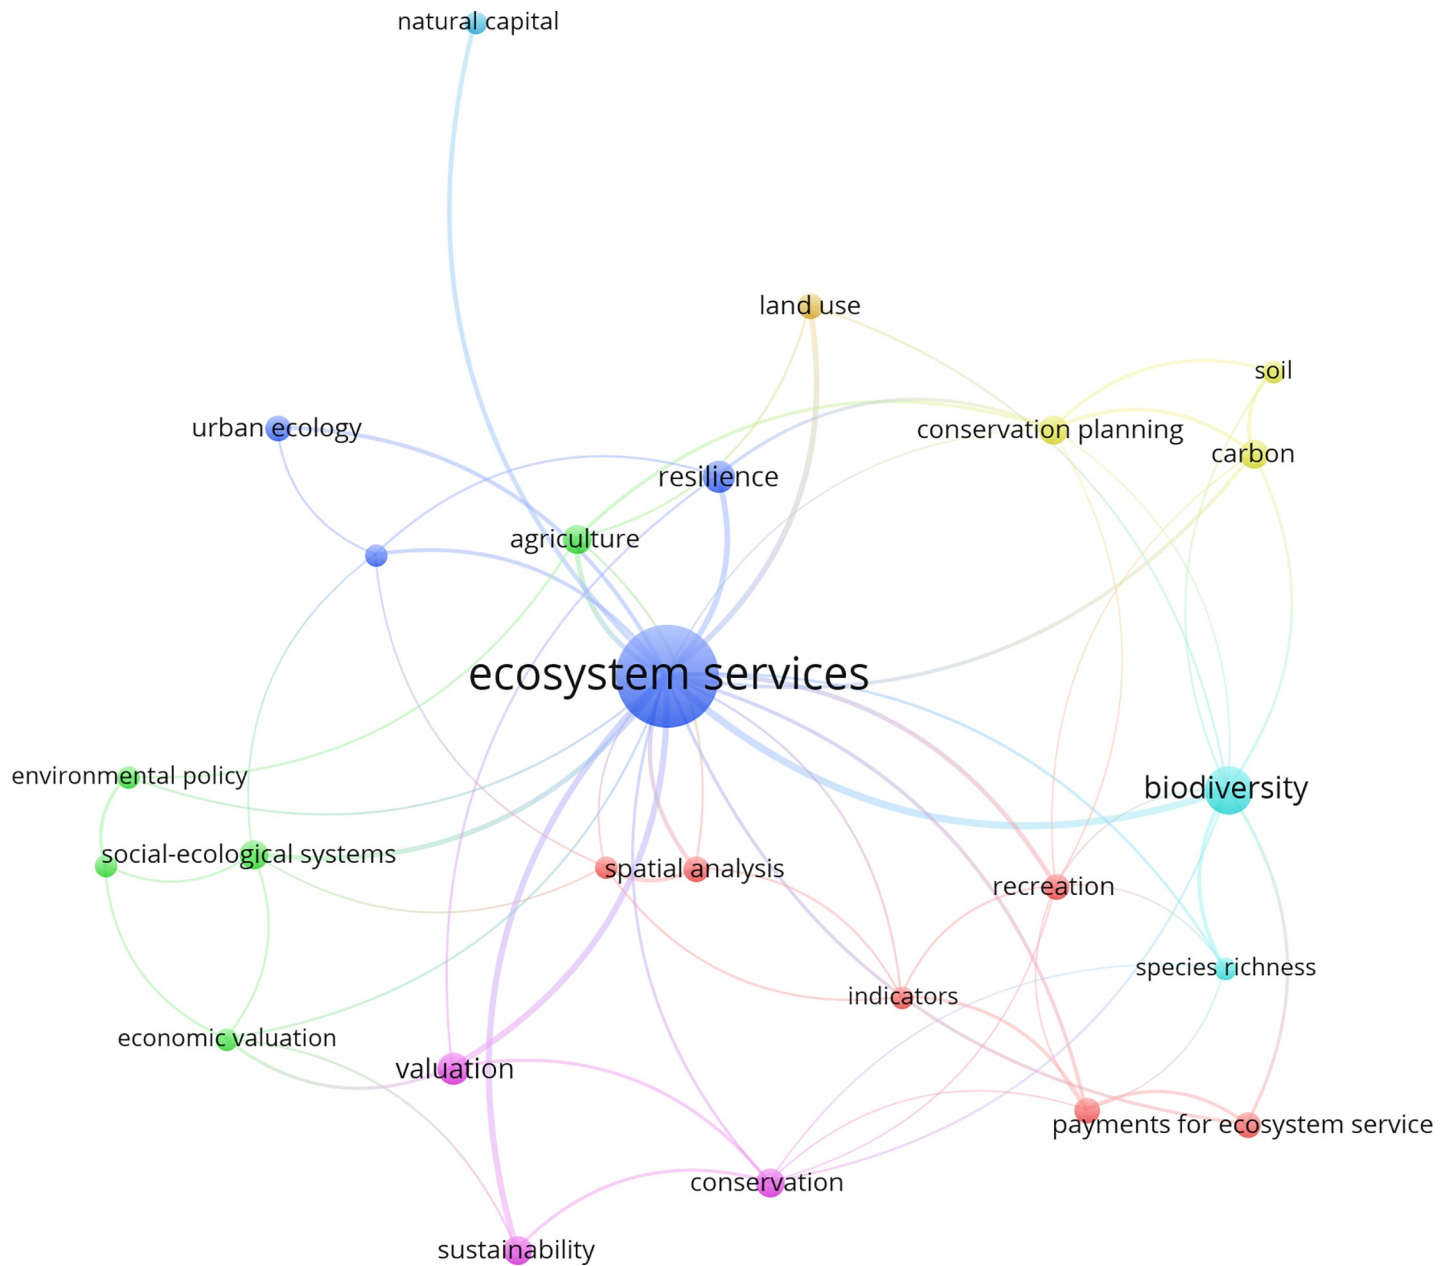 natural capital
land use
soil
urban ecology
conservation planning
carbon
resilience
agriculture
ecosystem services
environmental policy
biodiversity
social-ecological systems
spatial analysis
recreation
species richness
indicators
economic valuation
valuation
payments for ecosystem service
conservation
sustainability